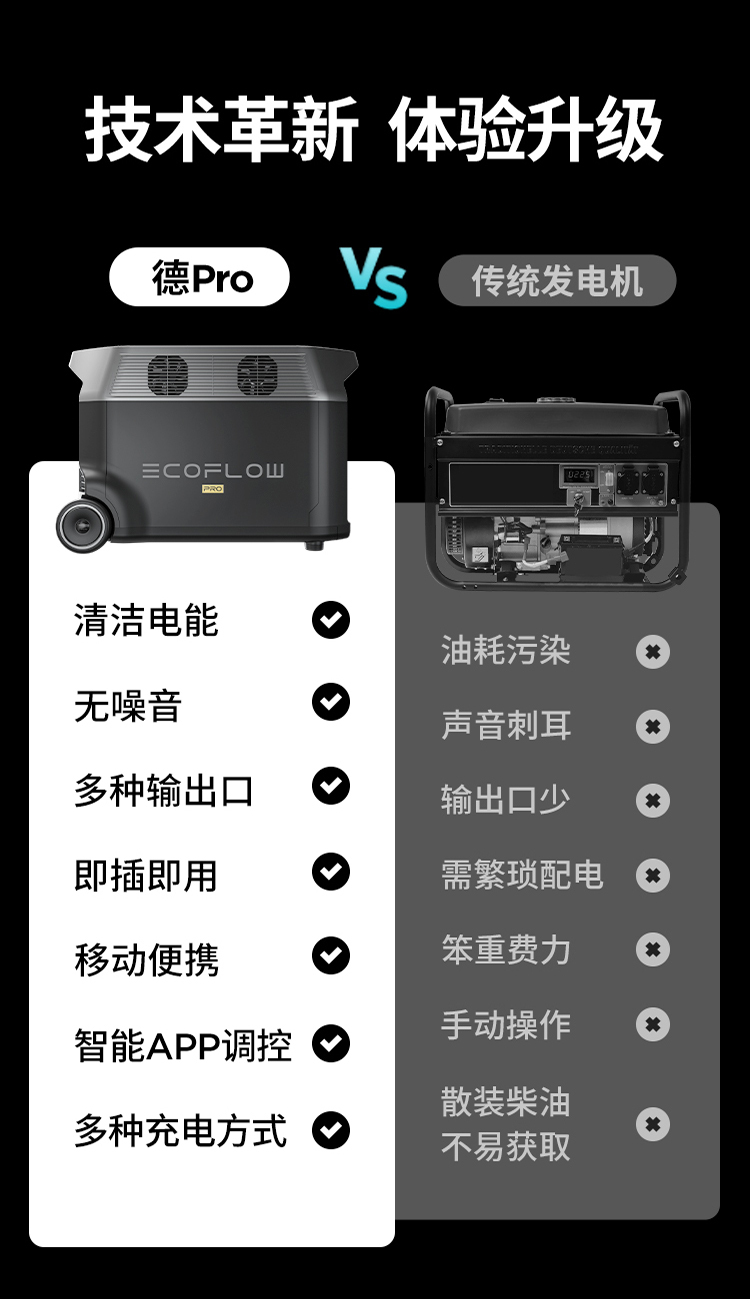 技术革新 体验升级
德Pro
VS
传统发电机
ECOFLOW
PRO
0225
清洁电能
无噪音
多种输出口
即插即用
移动便携
智能APP调控
多种充电方式
油耗污染
声音刺耳
输出口少
需繁琐配电
笨重费力
手动操作
散装柴油
不易获取